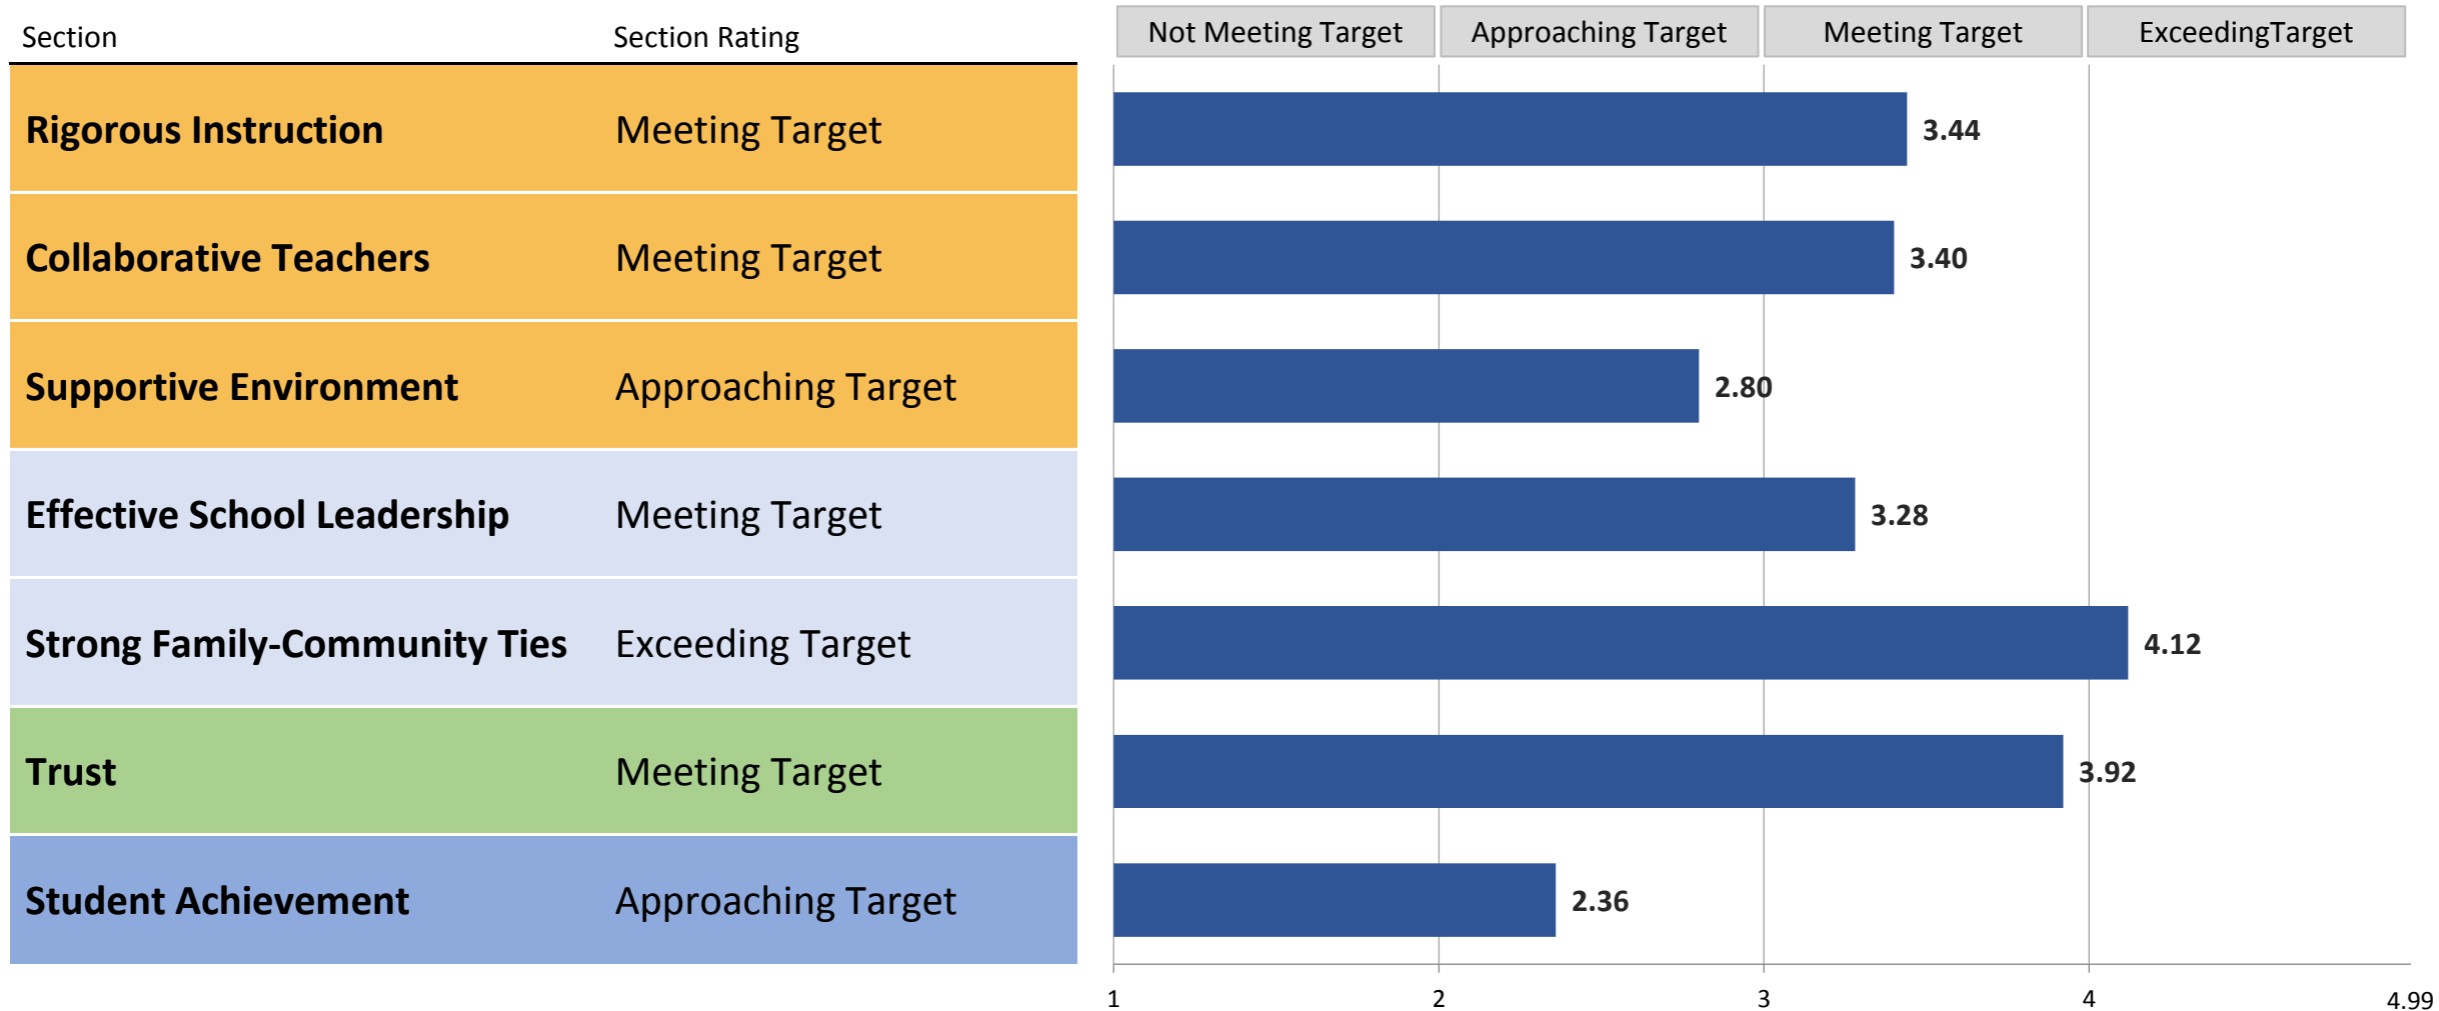 Section Section Rating Not Meeting Target Approaching Target Meeting Target ExceedingTarget
Rigorous Instruction Meeting Target 3.44
Collaborative Teachers Meeting Target 3.40
Supportive Environment Approaching Target 2.80
Effective School Leadership Meeting Target 3.28
Strong Family-Community Ties Exceeding Target 4.12
Trust Meeting Target 3.92
Student Achievement Approaching Target 2.36
1 2 3 4 4.99